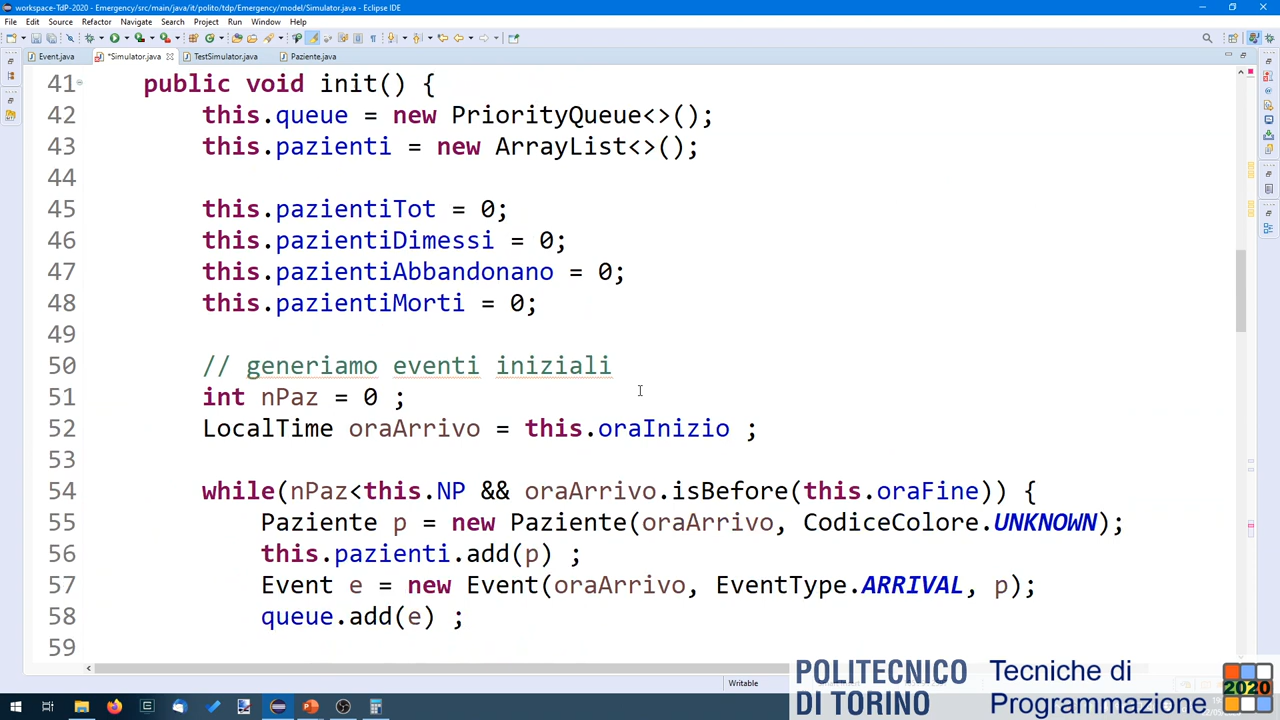 workspace-TdP-2020 - Emergency/src/main/java/it/polito/tdp/Emergency/model/Simulator.java - Eclipse IDE
File Edit Source Refactor Navigate Search Project Run Window Help
Event.java *Simulator.java TestSimulator.java Paziente.java
41 public void init() {
42 this.queue = new PriorityQueue<>();
43 this.pazienti = new ArrayList<>();
44
45 this.pazientiTot = 0;
46 this.pazientiDimessi = 0;
47 this.pazientiAbbandonano = 0;
48 this.pazientiMorti = 0;
49
50 // generiamo eventi iniziali
51 int nPaz = 0 ;
52 LocalTime oraArrivo = this.oraInizio ;
53
54 while(nPaz<this.NP && oraArrivo.isBefore(this.oraFine)) {
55 Paziente p = new Paziente(oraArrivo, CodiceColore.UNKNOWN);
56 this.pazienti.add(p) ;
57 Event e = new Event(oraArrivo, EventType.ARRIVAL, p);
58 queue.add(e) ;
59
Writable
POLITECNICO
DI TORINO
Tecniche di
Programmazione
2020